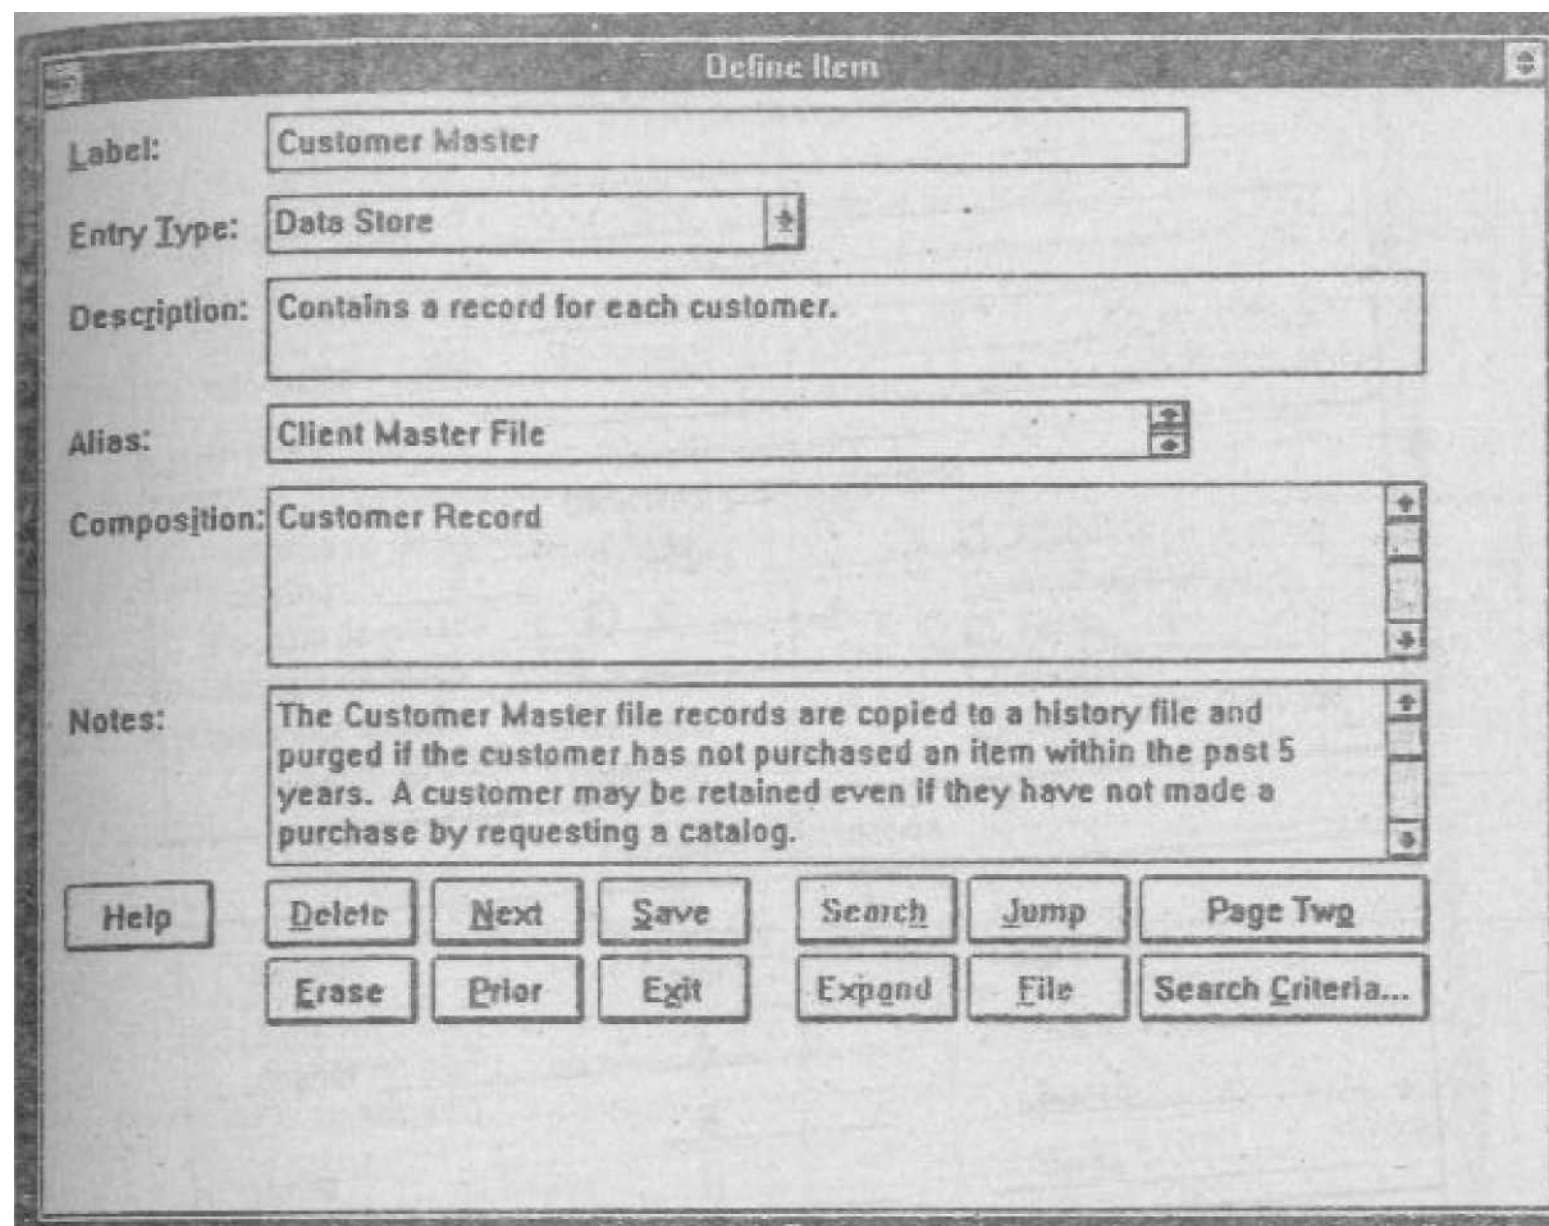 Define Item
Label: Customer Master
Entry Type: Data Store
Description: Contains a record for each customer.
Alias: Client Master File
Composition: Customer Record
Notes: The Customer Master file records are copied to a history file and
purged if the customer has not purchased an item within the past 5
years. A customer may be retained even if they have not made a
purchase by requesting a catalog.
Help Delete Next Save Search Jump Page Two
Erase Prior Exit Expand File Search Criteria...